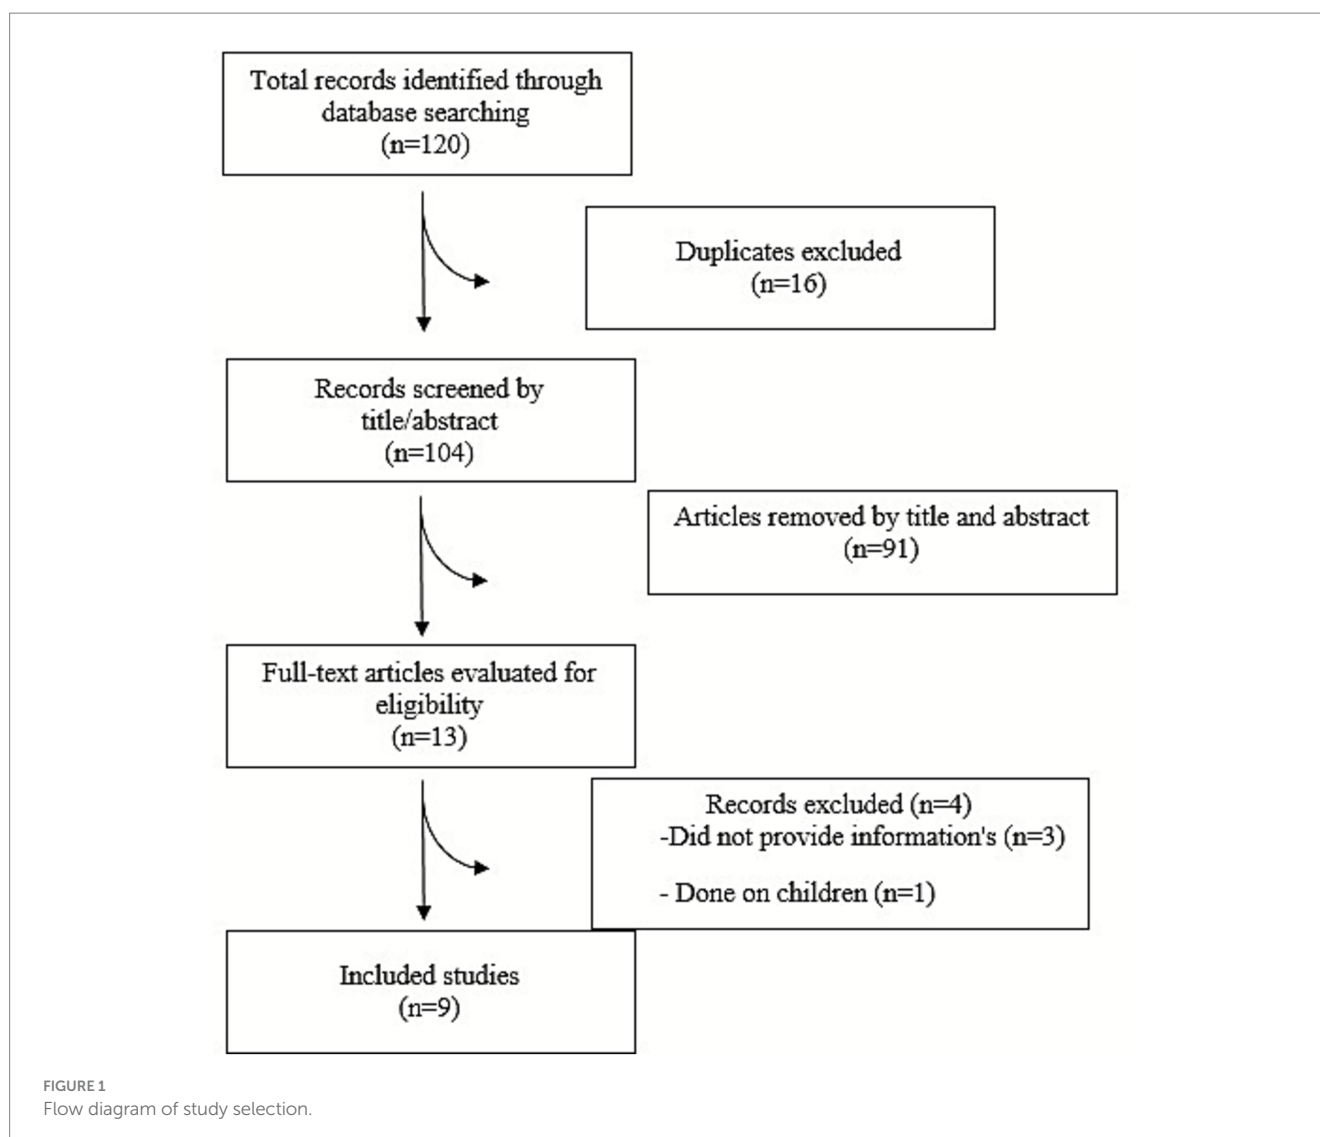 Total records identified through
database searching
(n=120)
Duplicates excluded
(n=16)
Records screened by
title/abstract
(n=104)
Articles removed by title and abstract
(n=91)
Full-text articles evaluated for
eligibility
(n=13)
Records excluded (n=4)
-Did not provide information's (n=3)
- Done on children (n=1)
Included studies
(n=9)
FIGURE 1
Flow diagram of study selection.